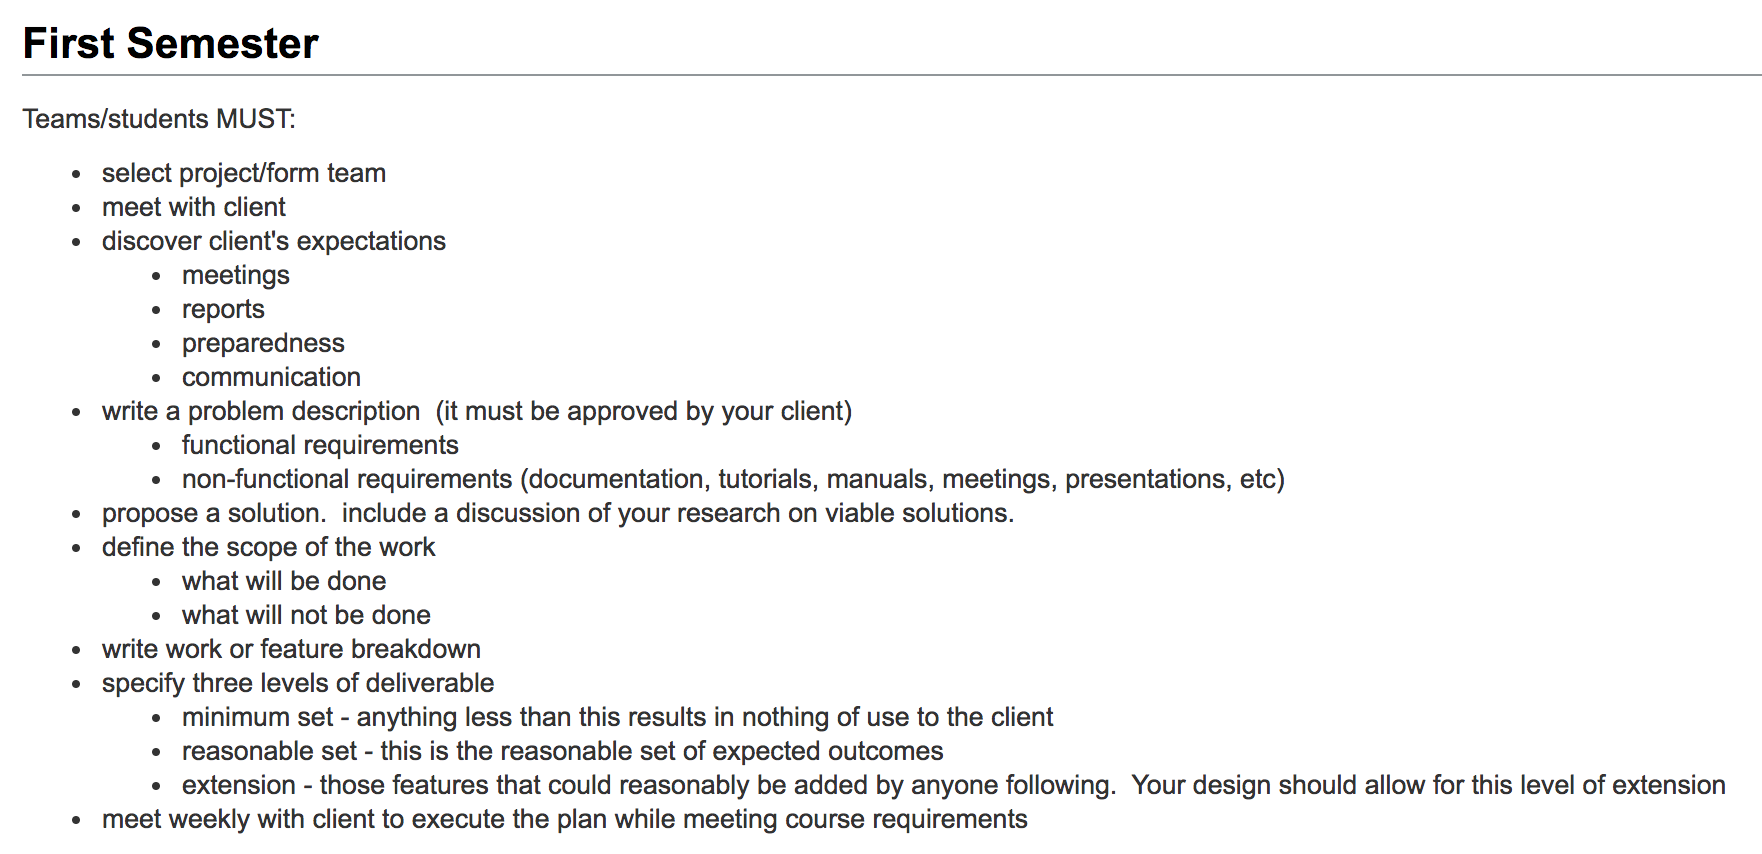 First Semester
Teams/students MUST:
• select project/form team
• meet with client
• discover client's expectations
• meetings
• reports
• preparedness
• communication
• write a problem description  (it must be approved by your client)
• functional requirements
• non-functional requirements (documentation, tutorials, manuals, meetings, presentations, etc)
• propose a solution.  include a discussion of your research on viable solutions.
• define the scope of the work
• what will be done
• what will not be done
• write work or feature breakdown
• specify three levels of deliverable
• minimum set - anything less than this results in nothing of use to the client
• reasonable set - this is the reasonable set of expected outcomes
• extension - those features that could reasonably be added by anyone following.  Your design should allow for this level of extension
• meet weekly with client to execute the plan while meeting course requirements